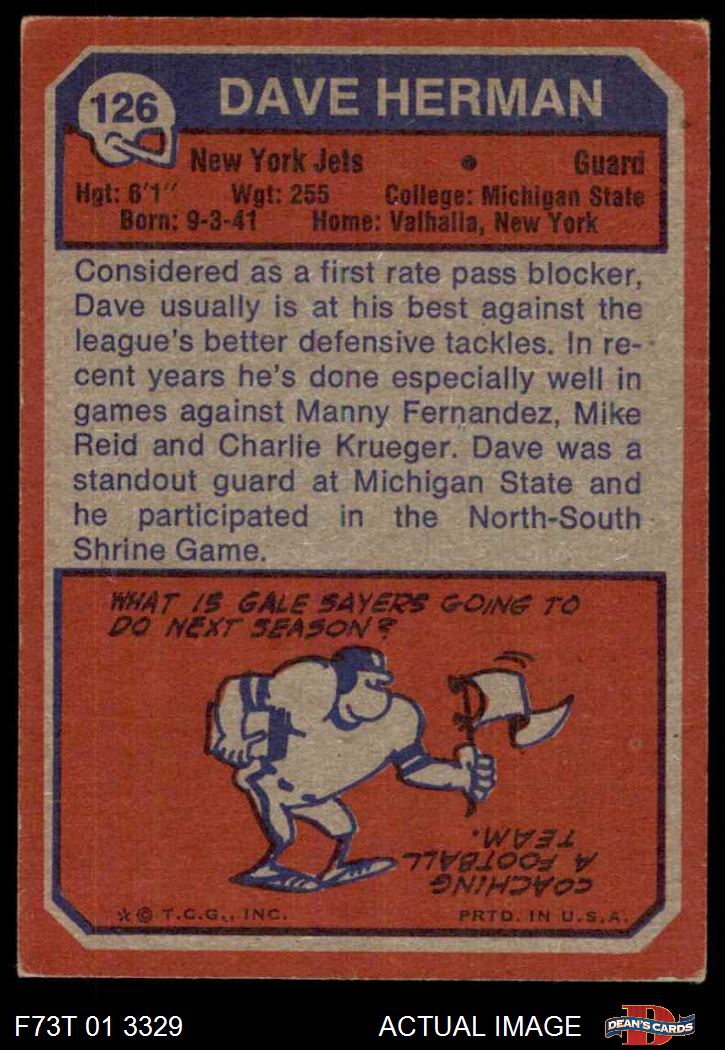 126
DAVE HERMAN
New York Jets • Guard
Hgt: 6'1" Wgt: 255 College: Michigan State
Born: 9-3-41 Home: Valhalla, New York
Considered as a first rate pass blocker,
Dave usually is at his best against the
league's better defensive tackles. In re-
cent years he's done especially well in
games against Manny Fernandez, Mike
Reid and Charlie Krueger. Dave was a
standout guard at Michigan State and
he participated in the North-South
Shrine Game.
WHAT IS GALE SAYERS GOING TO
DO NEXT SEASON?
COACHING
A FOOTBALL
TEAM.
☆ © T.C.G., INC. PRTD. IN U.S.A.
F73T 01 3329 ACTUAL IMAGE
D
DEAN'S CARDS